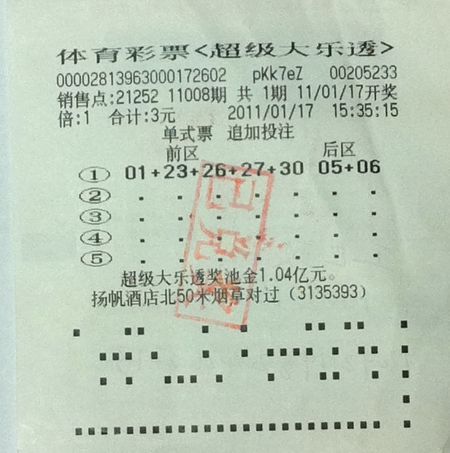 体育彩票<超级大乐透>
00002813963000172602 pKk7eZ 00205233
销售点:21252 11008期 共 1期 11/01/17开奖
倍:1 合计:3元 2011/01/17 15:35:15
单式票 追加投注
前区 后区
① 01+23+26+27+30 05+06
②
③
④
⑤
已兑奖
超级大乐透奖池金1.04亿元。
扬帆酒店北50米烟草对过(3135393)